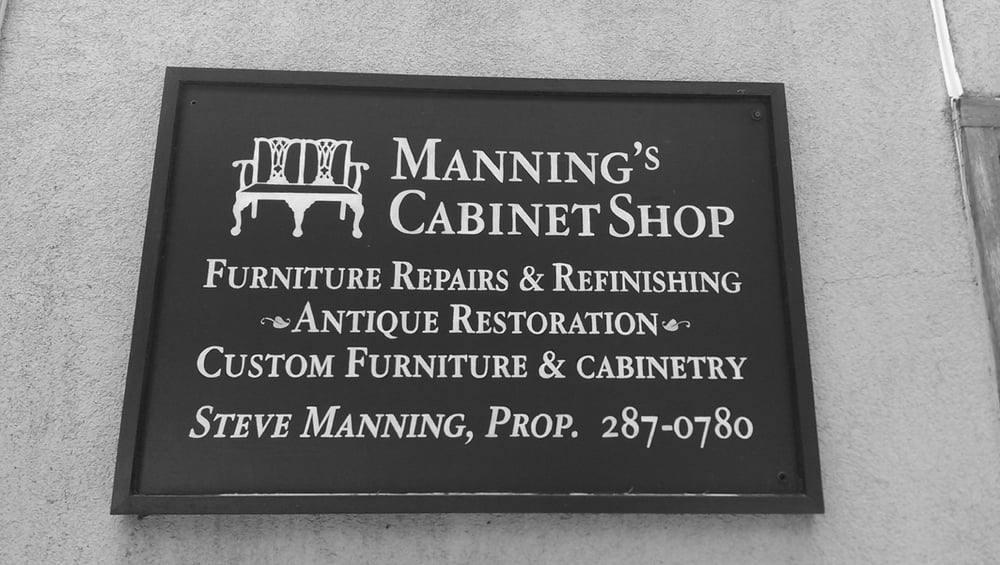 Manning's
Cabinet Shop
Furniture Repairs & Refinishing
Antique Restoration
Custom Furniture & cabinetry
Steve Manning, Prop. 287-0780